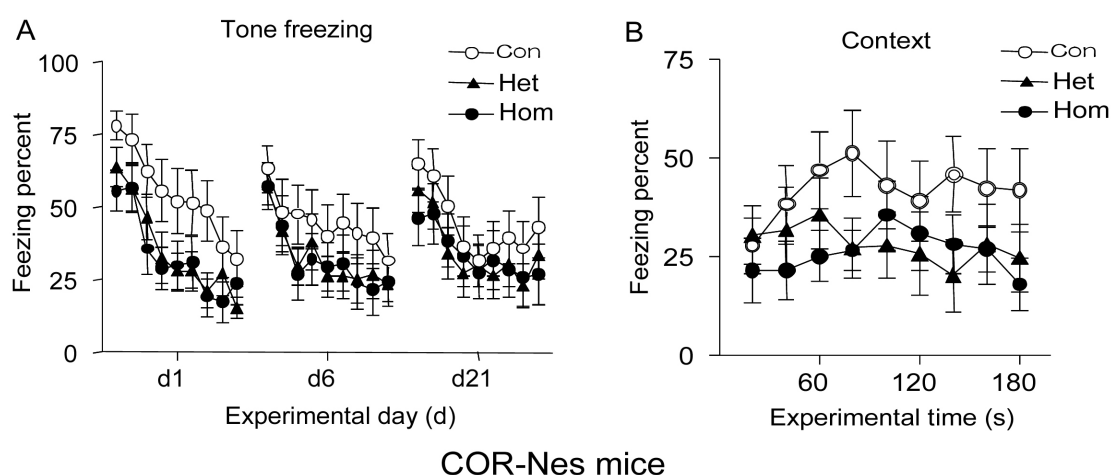 A
Tone freezing
Con
Het
Hom
Feezing percent
100
75
50
25
0
d1 d6 d21
Experimental day (d)
B
Context
Con
Het
Hom
Feezing percent
75
50
25
0
60 120 180
Experimental time (s)
COR-Nes mice